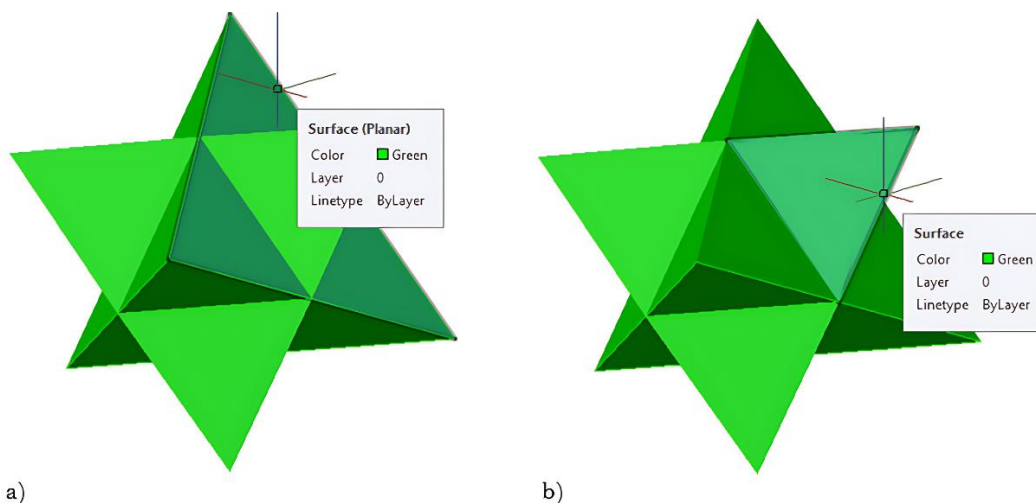 Surface (Planar)
Color Green
Layer 0
Linetype ByLayer
Surface
Color Green
Layer 0
Linetype ByLayer
a)
b)